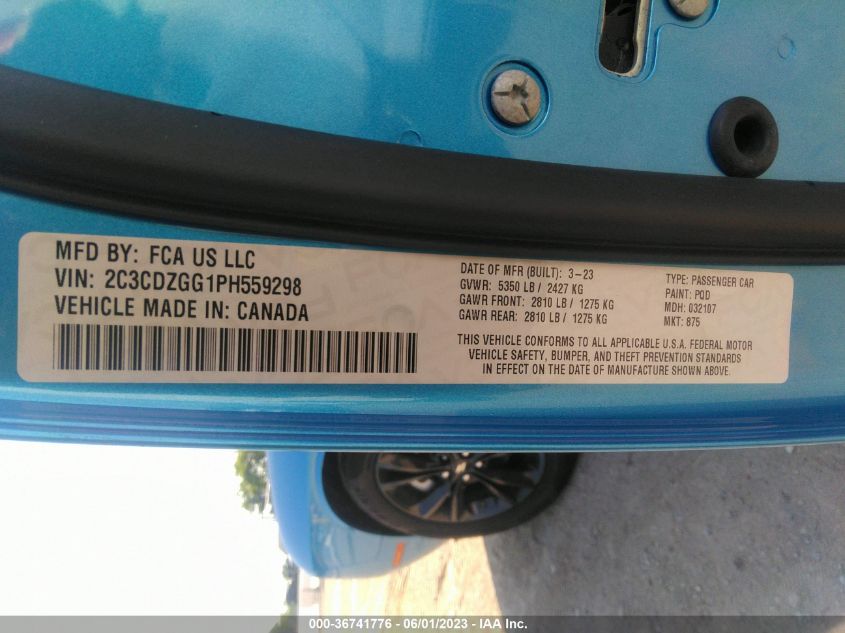 MFD BY: FCA US LLC
VIN: 2C3CDZGG1PH559298
VEHICLE MADE IN: CANADA
DATE OF MFR (BUILT): 3-23
GVWR: 5350 LB / 2427 KG
GAWR FRONT: 2810 LB / 1275 KG
GAWR REAR: 2810 LB / 1275 KG
TYPE: PASSENGER CAR
PAINT: PQD
MDH: 032107
MKT: 875
THIS VEHICLE CONFORMS TO ALL APPLICABLE U.S.A. FEDERAL MOTOR
VEHICLE SAFETY, BUMPER, AND THEFT PREVENTION STANDARDS
IN EFFECT ON THE DATE OF MANUFACTURE SHOWN ABOVE.
000-36741776 - 06/01/2023 - IAA Inc.